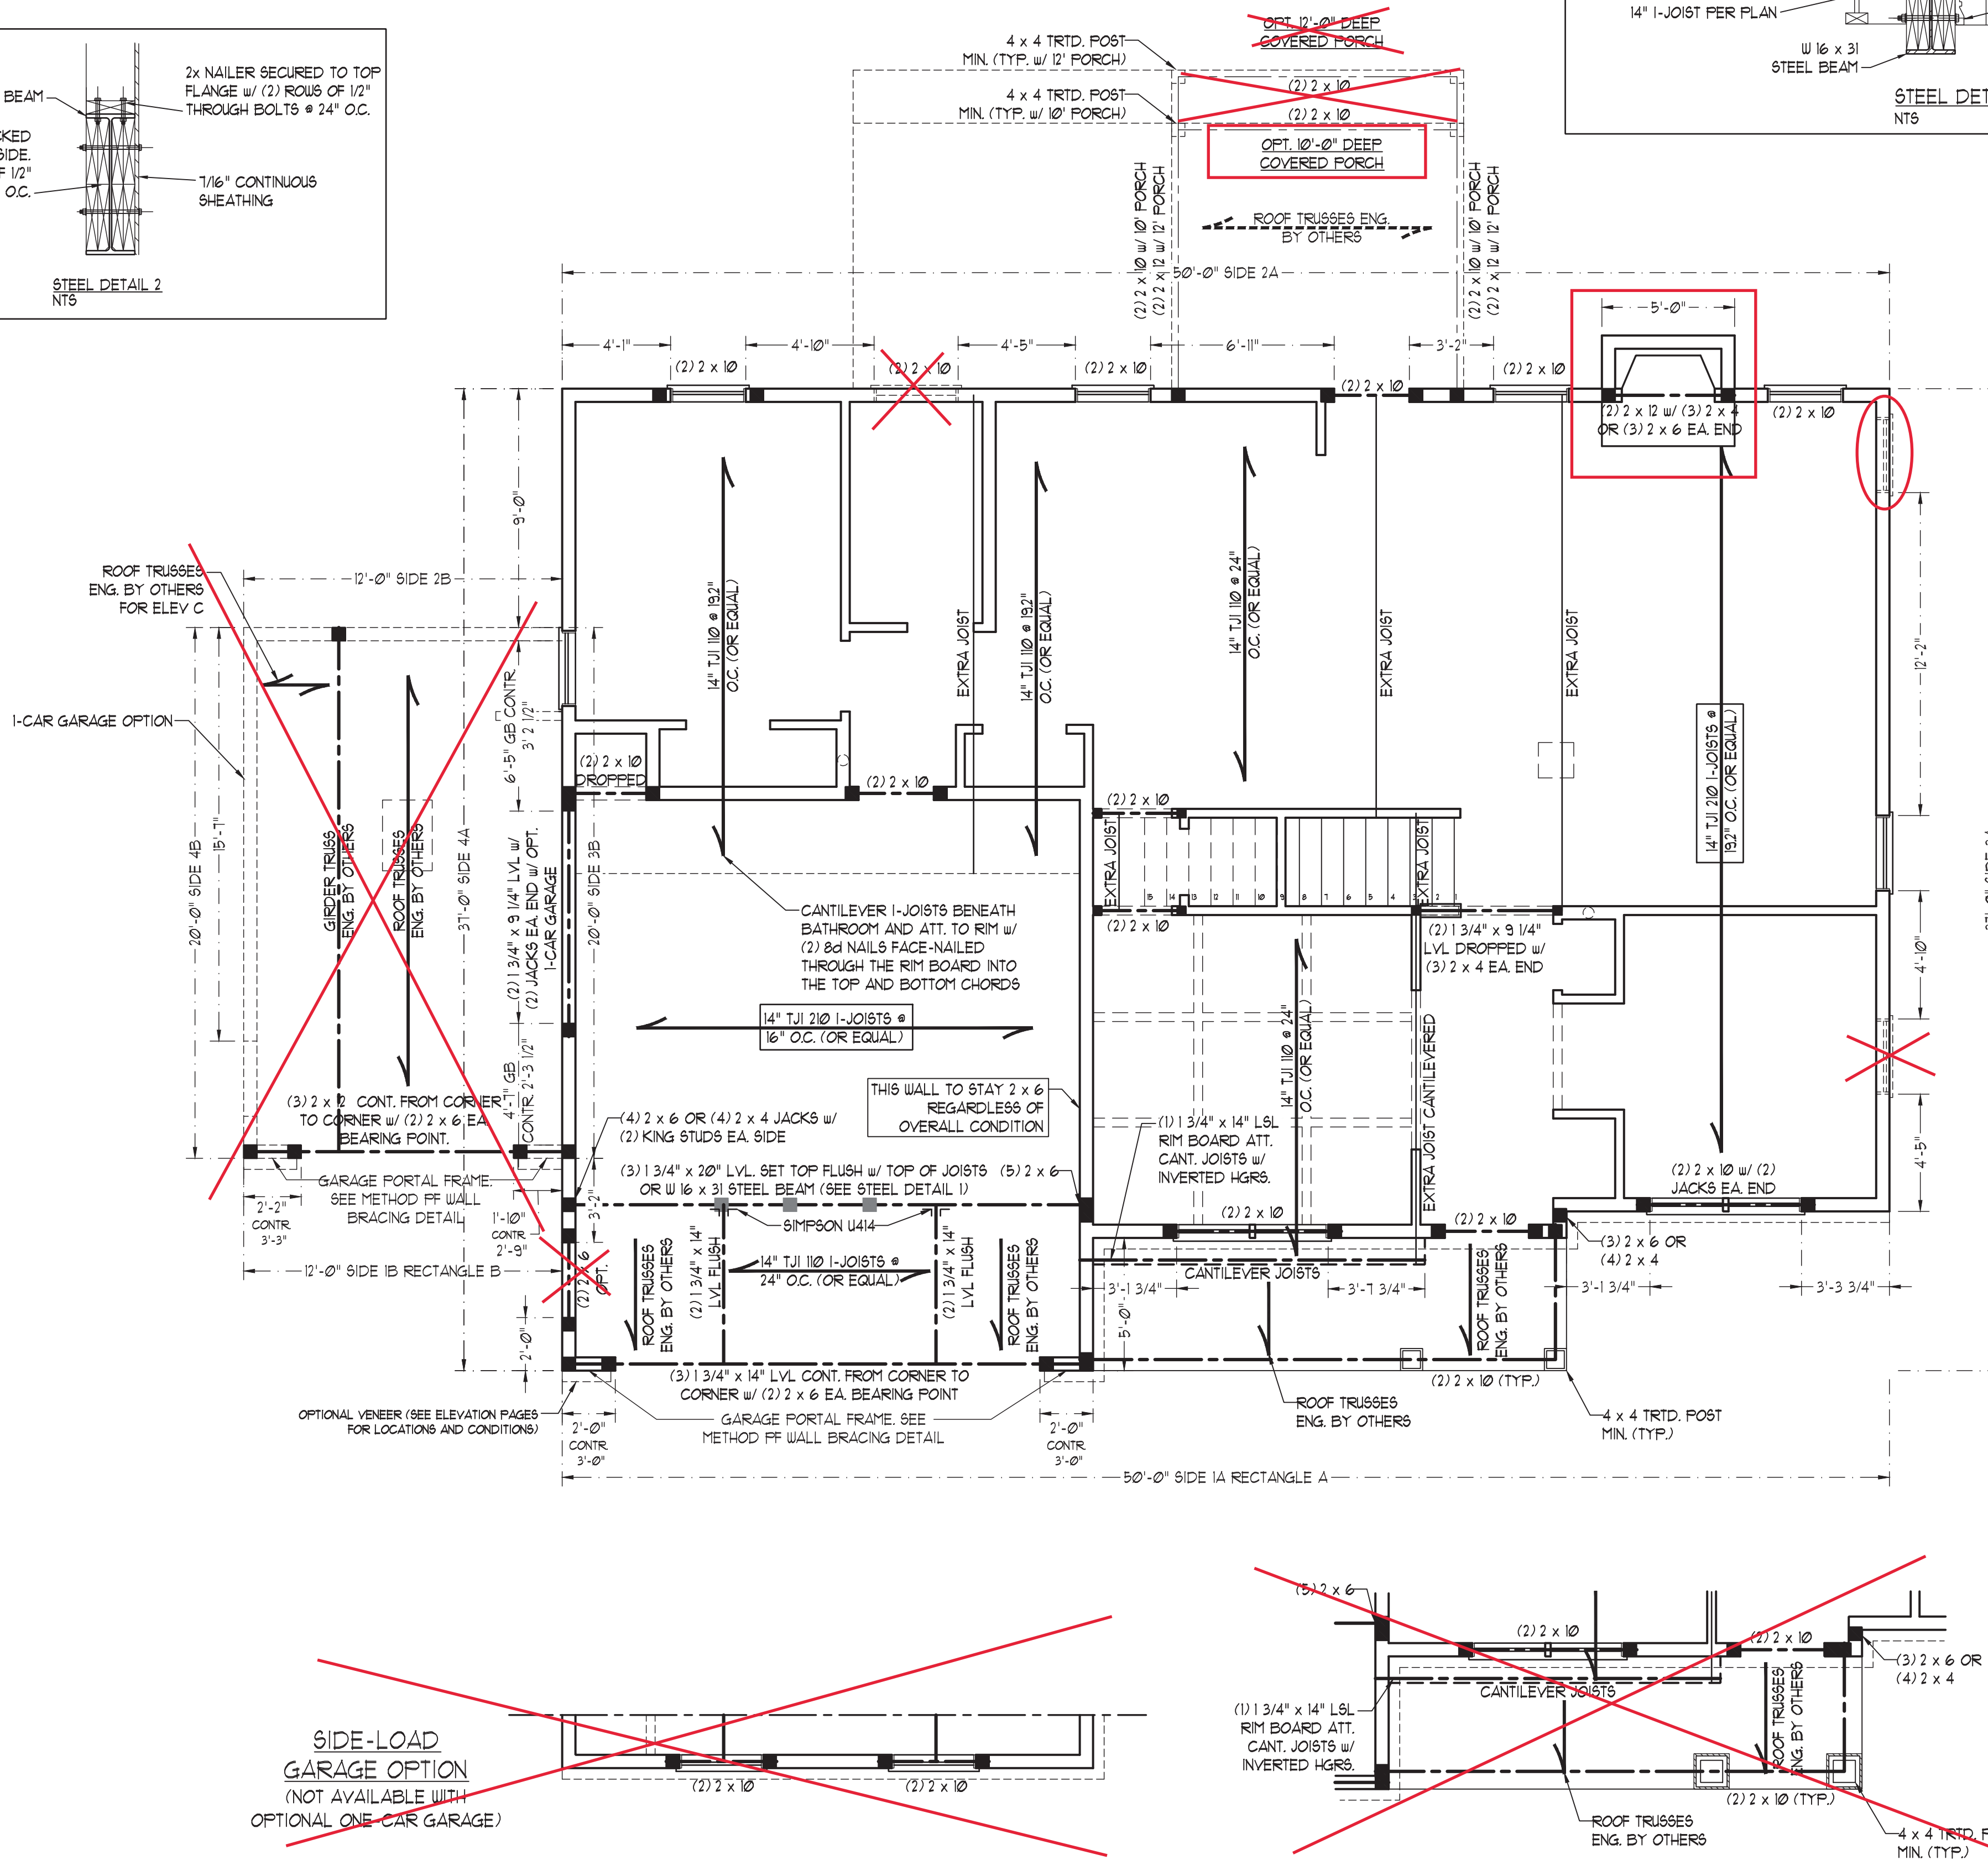 BEAM
2x NAILER SECURED TO TOP
FLANGE w/ (2) ROWS OF 1/2"
THROUGH BOLTS @ 24" O.C.
SIDE.
F 1/2"
O.C.
7/16" CONTINUOUS
SHEATHING
STEEL DETAIL 2
NTS
14" I-JOIST PER PLAN
W 16 x 31
STEEL BEAM
NTS
OPT. 12'-0" DEEP
COVERED PORCH
4 x 4 TRTD. POST
MIN. (TYP. w/ 12' PORCH)
4 x 4 TRTD. POST
MIN. (TYP. w/ 10' PORCH)
(2) 2 x 10
(2) 2 x 10
OPT. 10'-0" DEEP
COVERED PORCH
(2) 2 x 10 w/ 10' PORCH
(2) 2 x 12 w/ 12' PORCH
ROOF TRUSSES ENG.
BY OTHERS
(2) 2 x 10 w/ 10' PORCH
(2) 2 x 12 w/ 12' PORCH
50'-0" SIDE 2A
5'-0"
4'-1"
4'-10"
4'-5"
6'-11"
3'-2"
(2) 2 x 10
(2) 2 x 10
(2) 2 x 10
(2) 2 x 10
(2) 2 x 10
(2) 2 x 12 w/ (3) 2 x 4
OR (3) 2 x 6 EA. END
(2) 2 x 10
9'-0"
ROOF TRUSSES
ENG. BY OTHERS
FOR ELEV C
12'-0" SIDE 2B
1-CAR GARAGE OPTION
20'-0" SIDE 4B
15'-7"
GIRDER TRUSS
ENG. BY OTHERS
ROOF TRUSSES
ENG. BY OTHERS
37'-0" SIDE 4A
6'-5" GB CONTR.
3' 2 1/2"
(2) 1 3/4" x 9 1/4" LVL w/
(2) JACKS EA. END w/ OPT.
1-CAR GARAGE
20'-0" SIDE 3B
4'-7" GB
CONTR 2'-3 1/2"
14" TJI 110 @ 19.2"
O.C. (OR EQUAL)
EXTRA JOIST
14" TJI 110 @ 19.2"
O.C. (OR EQUAL)
14" TJI 110 @ 24"
O.C. (OR EQUAL)
EXTRA JOIST
EXTRA JOIST
14" TJI 210 I-JOISTS @
19.2" O.C. (OR EQUAL)
12'-2"
4'-10"
4'-5"
(2) 2 x 10
DROPPED
(2) 2 x 10
(2) 2 x 10
EXTRA JOIST
15 14 13 12 11 10 9 8 7 6 5 4 3 2 1
EXTRA JOIST
(2) 2 x 10
(2) 1 3/4" x 9 1/4"
LVL DROPPED w/
(3) 2 x 4 EA. END
CANTILEVER I-JOISTS BENEATH
BATHROOM AND ATT. TO RIM w/
(2) 8d NAILS FACE-NAILED
THROUGH THE RIM BOARD INTO
THE TOP AND BOTTOM CHORDS
14" TJI 210 I-JOISTS @
16" O.C. (OR EQUAL)
14" TJI 110 @ 24"
O.C. (OR EQUAL)
EXTRA JOIST CANTILEVERED
THIS WALL TO STAY 2 x 6
REGARDLESS OF
OVERALL CONDITION
(3) 2 x 12 CONT. FROM CORNER
TO CORNER w/ (2) 2 x 6 EA.
BEARING POINT.
(4) 2 x 6 OR (4) 2 x 4 JACKS w/
(2) KING STUDS EA. SIDE
(1) 1 3/4" x 14" LSL
RIM BOARD ATT.
CANT. JOISTS w/
INVERTED HGRS.
GARAGE PORTAL FRAME.
SEE METHOD PF WALL
BRACING DETAIL
2'-2"
CONTR.
3'-3"
1'-10"
CONTR.
2'-9"
3'-2"
(3) 1 3/4" x 20" LVL. SET TOP FLUSH w/ TOP OF JOISTS
OR W 16 x 31 STEEL BEAM (SEE STEEL DETAIL 1)
(5) 2 x 6
(2) 2 x 10 w/ (2)
JACKS EA. END
12'-0" SIDE 1B RECTANGLE B
(2) 2 x 6
OPT.
ROOF TRUSSES
ENG. BY OTHERS
(2) 1 3/4" x 14"
LVL FLUSH
SIMPSON U414
14" TJI 110 I-JOISTS @
24" O.C. (OR EQUAL)
(2) 1 3/4" x 14"
LVL FLUSH
ROOF TRUSSES
ENG. BY OTHERS
(2) 2 x 10
(2) 2 x 10
CANTILEVER JOISTS
(3) 2 x 6 OR
(4) 2 x 4
3'-1 3/4"
3'-7 3/4"
3'-1 3/4"
3'-3 3/4"
5'-0"
ROOF TRUSSES
ENG. BY OTHERS
2'-0"
(3) 1 3/4" x 14" LVL CONT. FROM CORNER TO
CORNER w/ (2) 2 x 6 EA. BEARING POINT
(2) 2 x 10 (TYP.)
OPTIONAL VENEER (SEE ELEVATION PAGES
FOR LOCATIONS AND CONDITIONS)
2'-0"
CONTR.
3'-0"
GARAGE PORTAL FRAME. SEE
METHOD PF WALL BRACING DETAIL
2'-0"
CONTR.
3'-0"
ROOF TRUSSES
ENG. BY OTHERS
4 x 4 TRTD. POST
MIN. (TYP.)
50'-0" SIDE 1A RECTANGLE A
SIDE-LOAD
GARAGE OPTION
(NOT AVAILABLE WITH
OPTIONAL ONE-CAR GARAGE)
(2) 2 x 10
(2) 2 x 10
(5) 2 x 6
(2) 2 x 10
(2) 2 x 10
(3) 2 x 6 OR
(4) 2 x 4
CANTILEVER JOISTS
(1) 1 3/4" x 14" LSL
RIM BOARD ATT.
CANT. JOISTS w/
INVERTED HGRS.
ROOF TRUSSES
ENG. BY OTHERS
(2) 2 x 10 (TYP.)
ROOF TRUSSES
ENG. BY OTHERS
4 x 4 TRTD.
MIN. (TYP.)